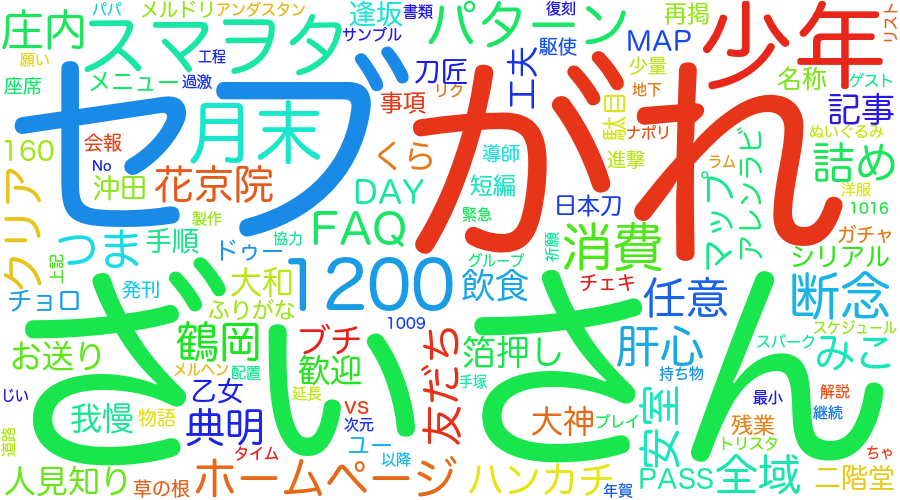 パパ メルドリ アンダスタン 逢坂 書類 パターン 復刻 再掲 少年 リスト
庄内 スマヲタ サンプル 駆使 MAP
願い 工程 刀匠 工夫 少量 名称 ゲスト
座席 メニュー 過激 事項 リケ 地下 記事
セブ がれ
160 会報 月末 くら 導師 駄目 ナポリ ぬいぐるみ
No 沖田 花京院 DAY 短編 進撃 ラム アレンラビ 詰め 洋服
クリア 製作 FAQ 緊急 日本刀 マップ 1016
つま 手順 ドゥー 協力 祈願 消費 ガチャ
上記 大和 1200 グループ 飲食 チェキ シリアル
チョロ 発刊 ふりがな 任意 断念
ざいさん
鶴岡 ブチ 1009 友だち 箔押し 肝心 スパーク スケジュール みこ
お送り メルヘン 配置 歓迎 手塚 持ち物
じい 乙女 延長 安室 最小 解説
我慢 物語 典明 vs 次元 大神 プレイ 残業 継続
道路 タイム ユー 以降 トリスタ ちゃ
人見知り 草の根 ホームページ ハンカチ 年賀 PASS 全域 二階堂